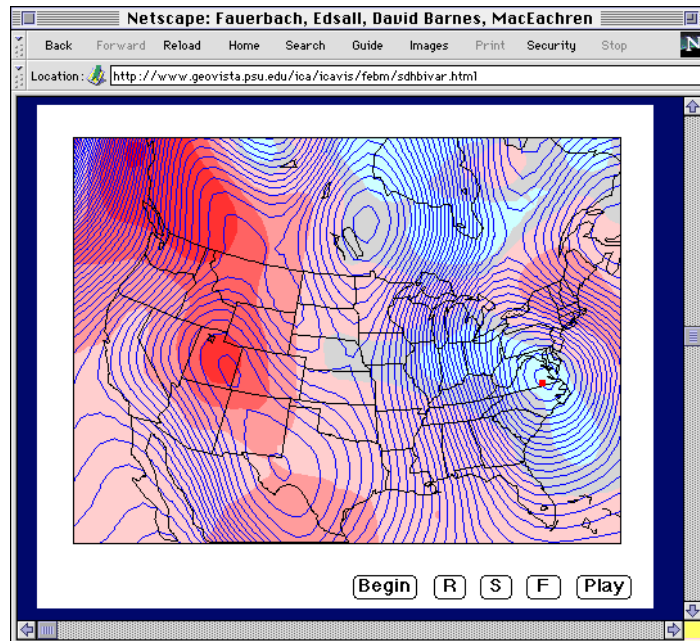 Netscape: Fauerbach, Edsall, David Barnes, MacEachren
Back Forward Reload Home Search Guide Images Print Security Stop N
Location: http://www.geovista.psu.edu/ica/icavis/febm/sdhbivar.html
Begin R S F Play